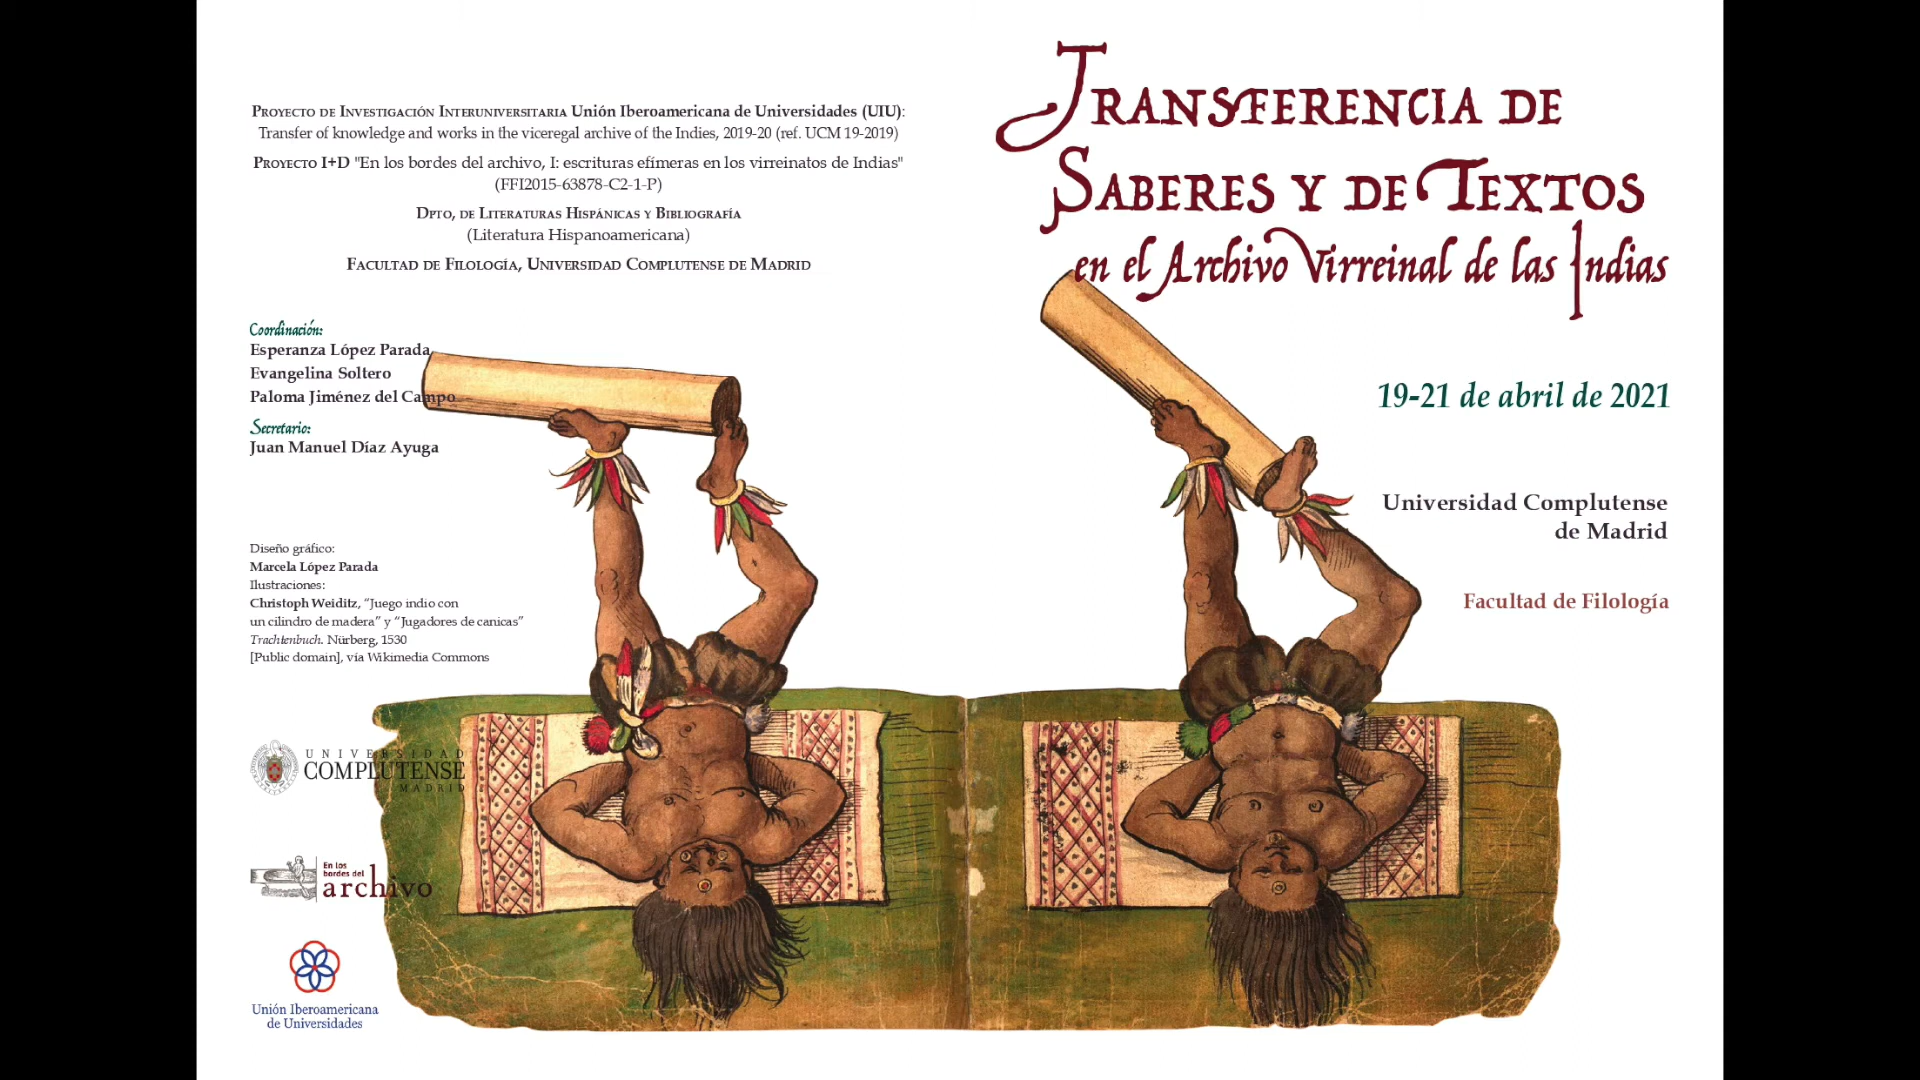 Proyecto de Investigación Interuniversitaria Unión Iberoamericana de Universidades (UIU):
Transfer of knowledge and works in the viceregal archive of the Indies, 2019-20 (ref. UCM 19-2019)
Proyecto I+D "En los bordes del archivo, I: escrituras efímeras en los virreinatos de Indias"
(FFI2015-63878-C2-1-P)
Dpto, de Literaturas Hispánicas y Bibliografía
(Literatura Hispanoamericana)
Facultad de Filología, Universidad Complutense de Madrid
Coordinación:
Esperanza López Parada
Evangelina Soltero
Paloma Jiménez del Campo
Secretario:
Juan Manuel Díaz Ayuga
Diseño gráfico:
Marcela López Parada
Ilustraciones:
Christoph Weiditz, “Juego indio con
un cilindro de madera” y “Jugadores de canicas”
Trachtenbuch. Nürberg, 1530
[Public domain], vía Wikimedia Commons
UNIVERSIDAD
COMPLUTENSE
MADRID
En los
bordes del
archivo
Unión Iberoamericana
de Universidades
Transferencia de
Saberes y de Textos
en el Archivo Virreinal de las Indias
19-21 de abril de 2021
Universidad Complutense
de Madrid
Facultad de Filología